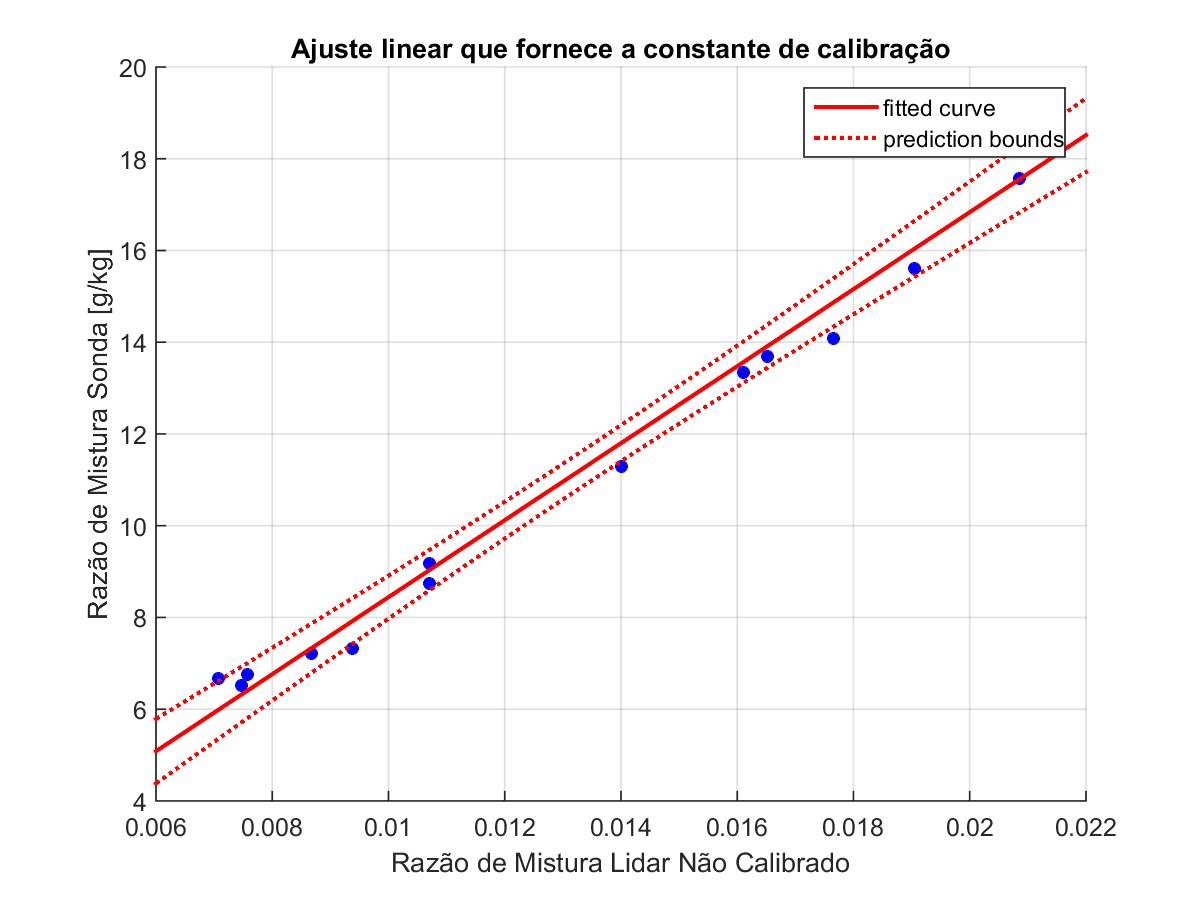 Ajuste linear que fornece a constante de calibração
fitted curve
prediction bounds
Razão de Mistura Sonda [g/kg]
20
18
16
14
12
10
8
6
4
0.006 0.008 0.01 0.012 0.014 0.016 0.018 0.02 0.022
Razão de Mistura Lidar Não Calibrado